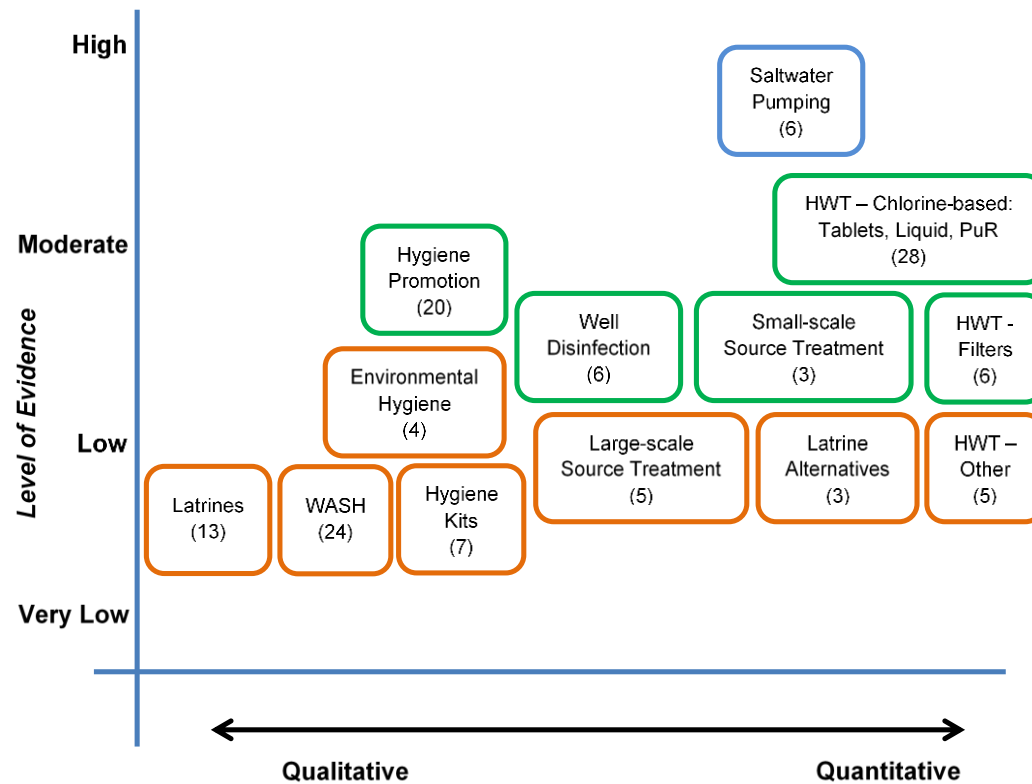 High
Saltwater
Pumping
(6)
HWT – Chlorine-based:
Tablets, Liquid, PuR
(28)
Moderate
Hygiene
Promotion
(20)
Well
Disinfection
(6)
Small-scale
Source Treatment
(3)
HWT -
Filters
(6)
Level of Evidence
Environmental
Hygiene
(4)
Low
Large-scale
Source Treatment
(5)
Latrine
Alternatives
(3)
HWT –
Other
(5)
Latrines
(13)
WASH
(24)
Hygiene
Kits
(7)
Very Low
Qualitative
Quantitative